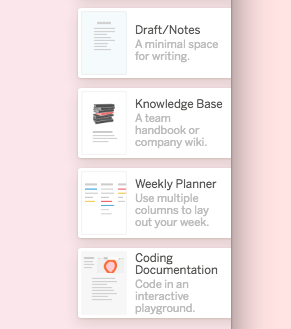 Draft/Notes
A minimal space
for writing.
Knowledge Base
A team
handbook or
company wiki.
Weekly Planner
Use multiple
columns to lay
out your week.
Coding
Documentation
Code in an
interactive
playground.